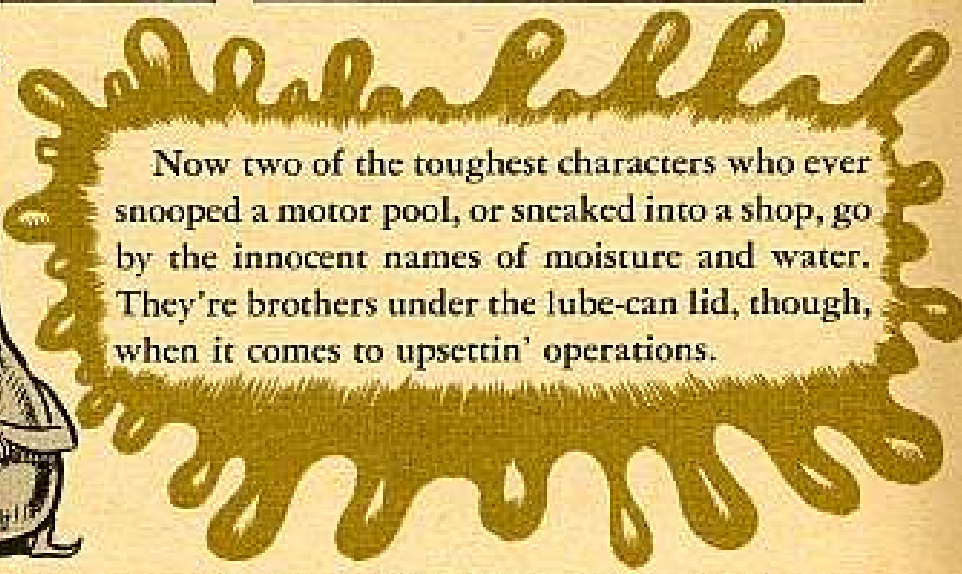 Now two of the toughest characters who ever
snooped a motor pool, or sneaked into a shop, go
by the innocent names of moisture and water.
They're brothers under the lube-can lid, though,
when it comes to upsettin' operations.